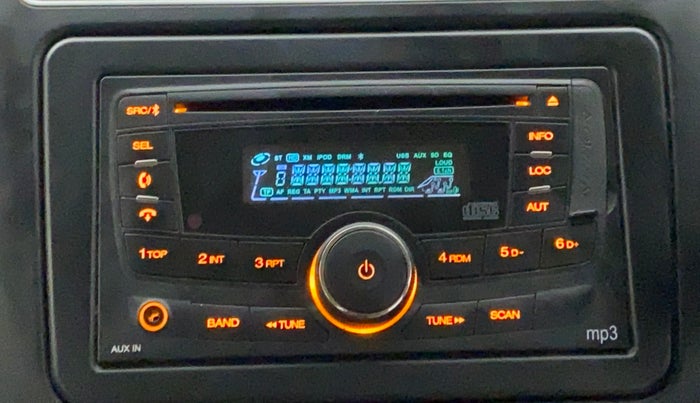 SRC/
SEL
INFO
LOC
AUT
ST XM IPOD DRM USB AUX SD EQ
LOUD
TP AF REG TA PTY MP3 WMA INT RPT RDM DIR
1 TOP 2 INT 3 RPT 4 RDM 5 D- 6 D+
BAND TUNE TUNE SCAN
AUX IN
mp3